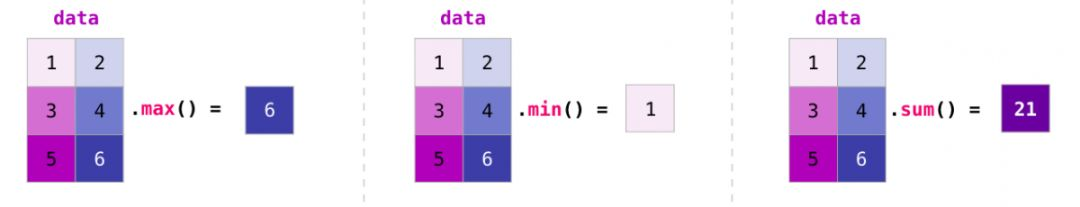 data
1 2
3 4
5 6
.max() = 6
data
1 2
3 4
5 6
.min() = 1
data
1 2
3 4
5 6
.sum() = 21